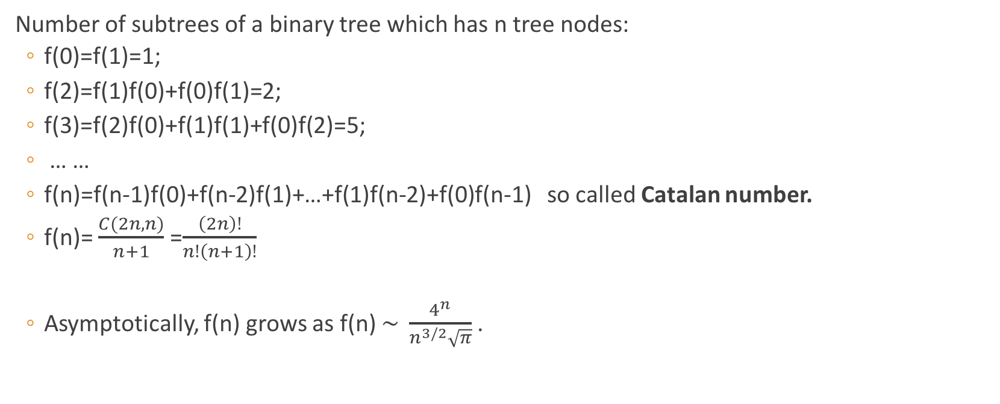 Number of subtrees of a binary tree which has n tree nodes:
◦ f(0)=f(1)=1;
◦ f(2)=f(1)f(0)+f(0)f(1)=2;
◦ f(3)=f(2)f(0)+f(1)f(1)+f(0)f(2)=5;
◦ … …
◦ f(n)=f(n-1)f(0)+f(n-2)f(1)+…+f(1)f(n-2)+f(0)f(n-1) so called Catalan number.
◦ f(n)= \frac{C(2n,n)}{n+1} = \frac{(2n)!}{n!(n+1)!}
◦ Asymptotically, f(n) grows as f(n) ~ \frac{4^n}{n^{3/2}\sqrt{π}} .